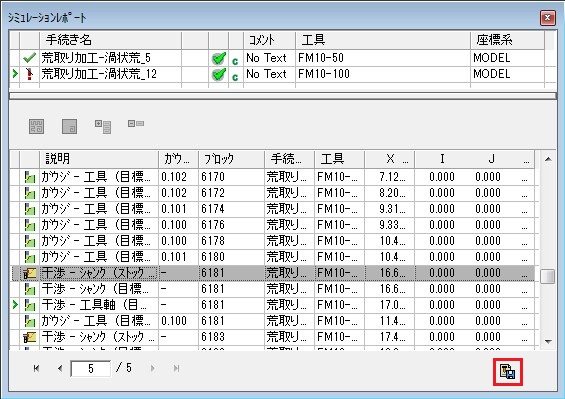 ｼﾐｭﾚｰｼｮﾝﾚﾎﾟｰﾄ
手続き名 ｺﾒﾝﾄ 工具 座標系
荒取り加工-渦状荒_5 c No Text FM10-50 MODEL
荒取り加工-渦状荒_12 c No Text FM10-100 MODEL
説明 ｶﾞｳ... ﾌﾞﾛｯｸ 手続... 工具 X ... I J ...
ｶﾞｳｼﾞ - 工具 (目標... 0.102 6170 荒取り... FM10-... 7.12... 0.000 0.000 ...
ｶﾞｳｼﾞ - 工具 (目標... 0.102 6172 荒取り... FM10-... 8.20... 0.000 0.000 ...
ｶﾞｳｼﾞ - 工具 (目標... 0.101 6174 荒取り... FM10-... 9.31... 0.000 0.000 ...
ｶﾞｳｼﾞ - 工具 (目標... 0.100 6176 荒取り... FM10-... 9.33... 0.000 0.000 ...
ｶﾞｳｼﾞ - 工具 (目標... 0.100 6178 荒取り... FM10-... 10.4... 0.000 0.000 ...
ｶﾞｳｼﾞ - 工具 (目標... 0.101 6180 荒取り... FM10-... 10.4... 0.000 0.000 ...
干渉 - ｼｬﾝｸ (ｽﾄｯｸ... - 6181 荒取り... FM10-... 16.6... 0.000 0.000 ...
干渉 - ｼｬﾝｸ (目標... - 6181 荒取り... FM10-... 16.6... 0.000 0.000 ...
干渉 - 工具軸 (目... - 6181 荒取り... FM10-... 17.0... 0.000 0.000 ...
ｶﾞｳｼﾞ - 工具 (目標... 0.100 6181 荒取り... FM10-... 11.4... 0.000 0.000 ...
干渉 - ｼｬﾝｸ (ｽﾄｯｸ... - 6183 荒取り... FM10-... 17.4... 0.000 0.000 ...
5 / 5